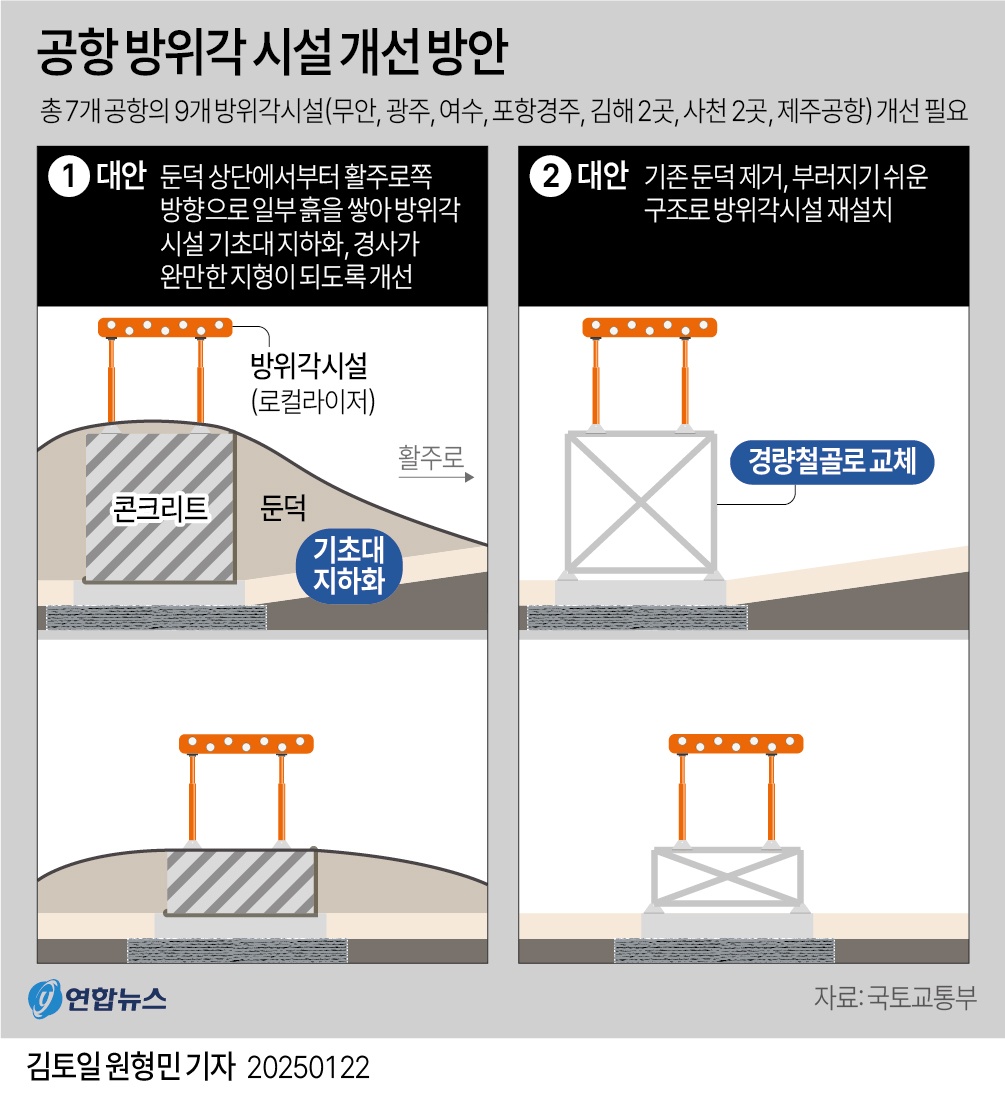 공항 방위각 시설 개선 방안
총 7개 공항의 9개 방위각시설(무안, 광주, 여수, 포항경주, 김해 2곳, 사천 2곳, 제주공항) 개선 필요
1 대안
둔덕 상단에서부터 활주로쪽
방향으로 일부 흙을 쌓아 방위각
시설 기초대 지하화, 경사가
완만한 지형이 되도록 개선
방위각시설
(로컬라이저)
활주로
콘크리트
둔덕
기초대
지하화
2 대안
기존 둔덕 제거, 부러지기 쉬운
구조로 방위각시설 재설치
경량철골로 교체
연합뉴스
자료: 국토교통부
김토일 원형민 기자 20250122